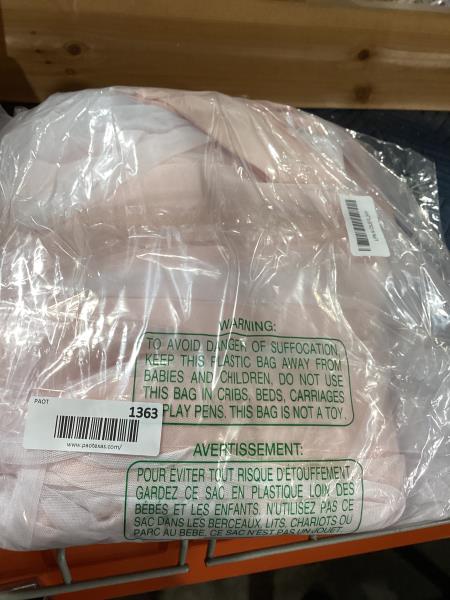 WARNING:
TO AVOID DANGER OF SUFFOCATION,
KEEP THIS PLASTIC BAG AWAY FROM
BABIES AND CHILDREN. DO NOT USE
THIS BAG IN CRIBS, BEDS, CARRIAGES
PLAY PENS. THIS BAG IS NOT A TOY.
PAOT
1363
www.paotexas.com/
AVERTISSEMENT:
POUR ÉVITER TOUT RISQUE D'ÉTOUFFEMENT
GARDEZ CE SAC EN PLASTIQUE LOIN DES
BÉBÉS ET LES ENFANTS. N'UTILISEZ PAS CE
SAC DANS LES BERCEAUX, LITS, CHARIOTS OU
PARC AU BÉBÉ. CE SAC N'EST PAS UN JOUET.